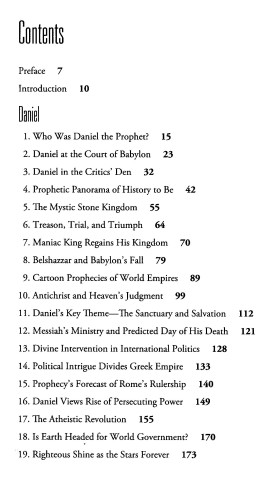 Contents
Preface 7
Introduction 10
Daniel
1. Who Was Daniel the Prophet? 15
2. Daniel at the Court of Babylon 23
3. Daniel in the Critics' Den 32
4. Prophetic Panorama of History to Be 42
5. The Mystic Stone Kingdom 55
6. Treason, Trial, and Triumph 64
7. Maniac King Regains His Kingdom 70
8. Belshazzar and Babylon's Fall 79
9. Cartoon Prophecies of World Empires 89
10. Antichrist and Heaven's Judgment 99
11. Daniel's Key Theme—The Sanctuary and Salvation 112
12. Messiah's Ministry and Predicted Day of His Death 121
13. Divine Intervention in International Politics 128
14. Political Intrigue Divides Greek Empire 133
15. Prophecy's Forecast of Rome's Rulership 140
16. Daniel Views Rise of Persecuting Power 149
17. The Atheistic Revolution 155
18. Is Earth Headed for World Government? 170
19. Righteous Shine as the Stars Forever 173